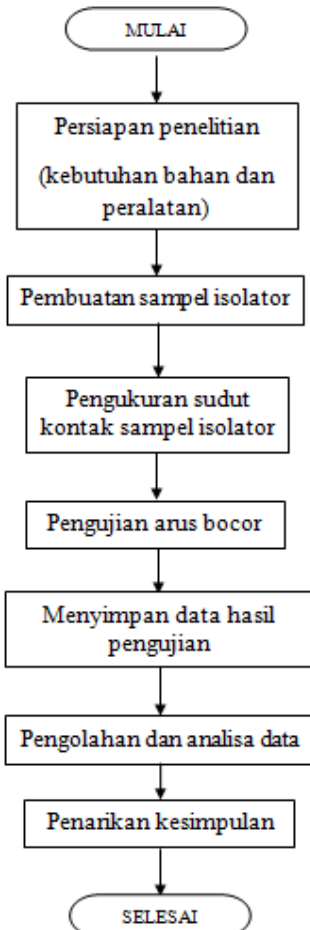 MULAI
Persiapan penelitian
(kebutuhan bahan dan
peralatan)
Pembuatan sampel isolator
Pengukuran sudut
kontak sampel isolator
Pengujian arus bocor
Menyimpan data hasil
pengujian
Pengolahan dan analisa data
Penarikan kesimpulan
SELESAI